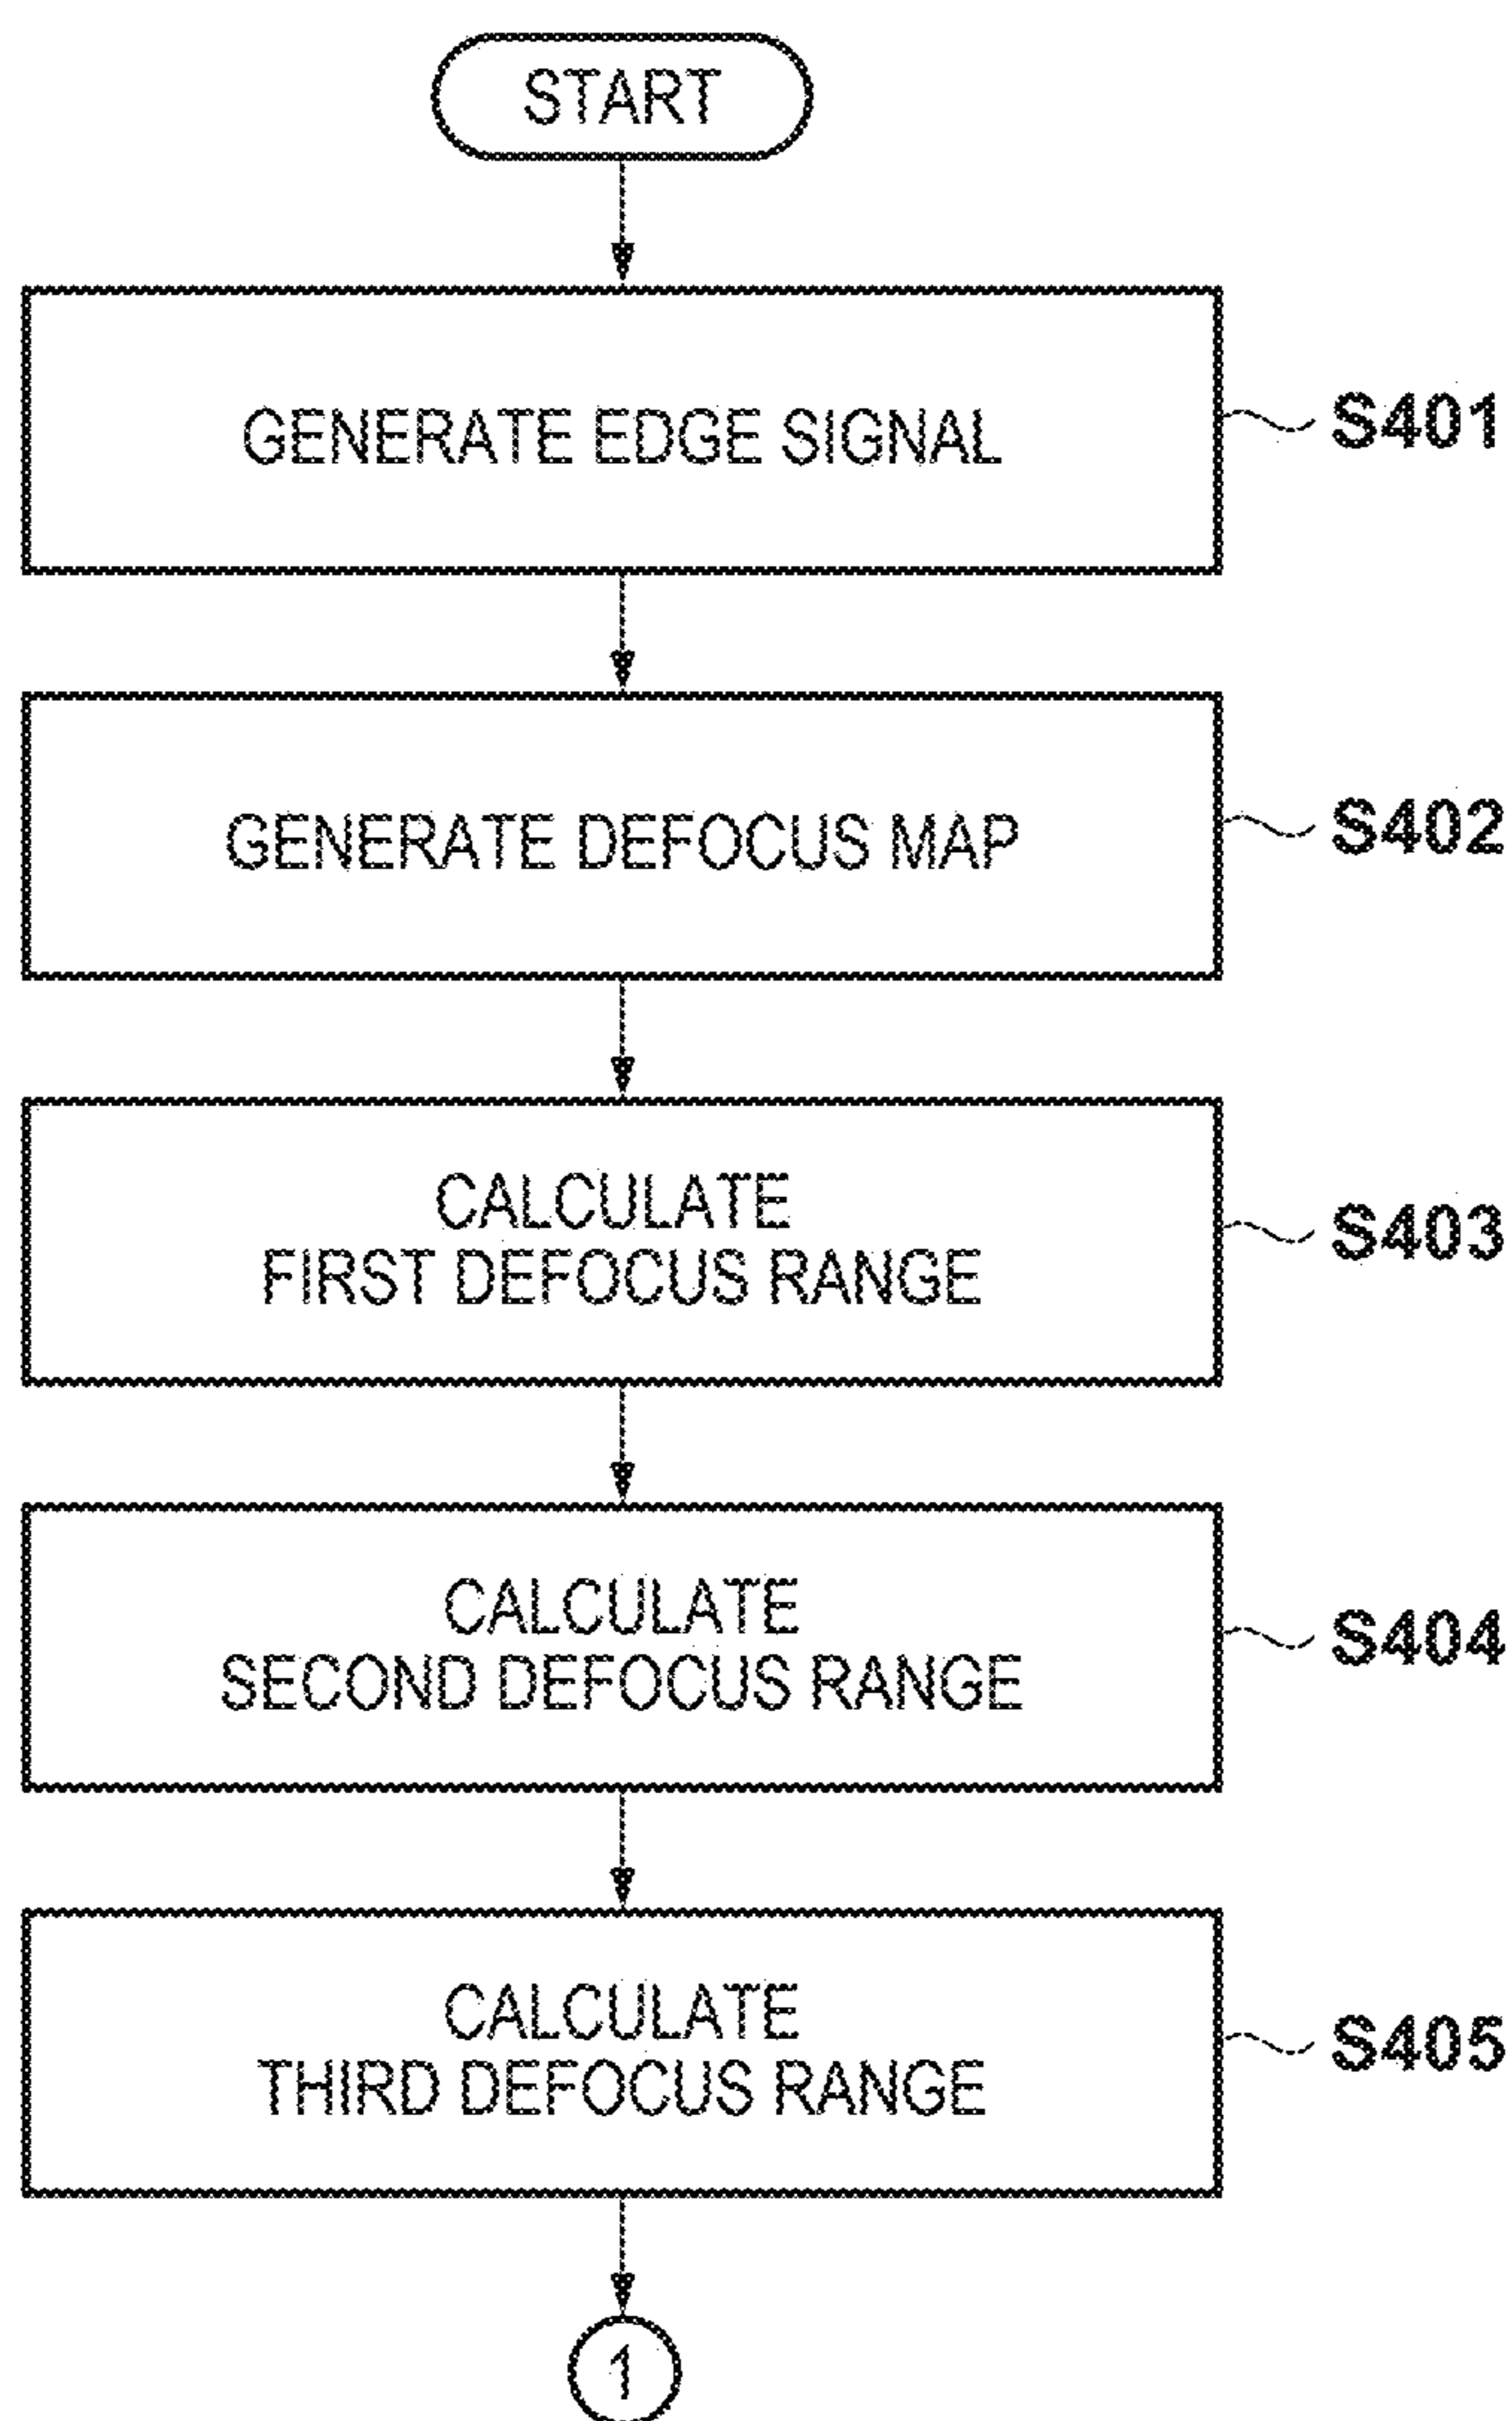 START
GENERATE EDGE SIGNAL
S401
GENERATE DEFOCUS MAP
S402
CALCULATE
FIRST DEFOCUS RANGE
S403
CALCULATE
SECOND DEFOCUS RANGE
S404
CALCULATE
THIRD DEFOCUS RANGE
S405
1